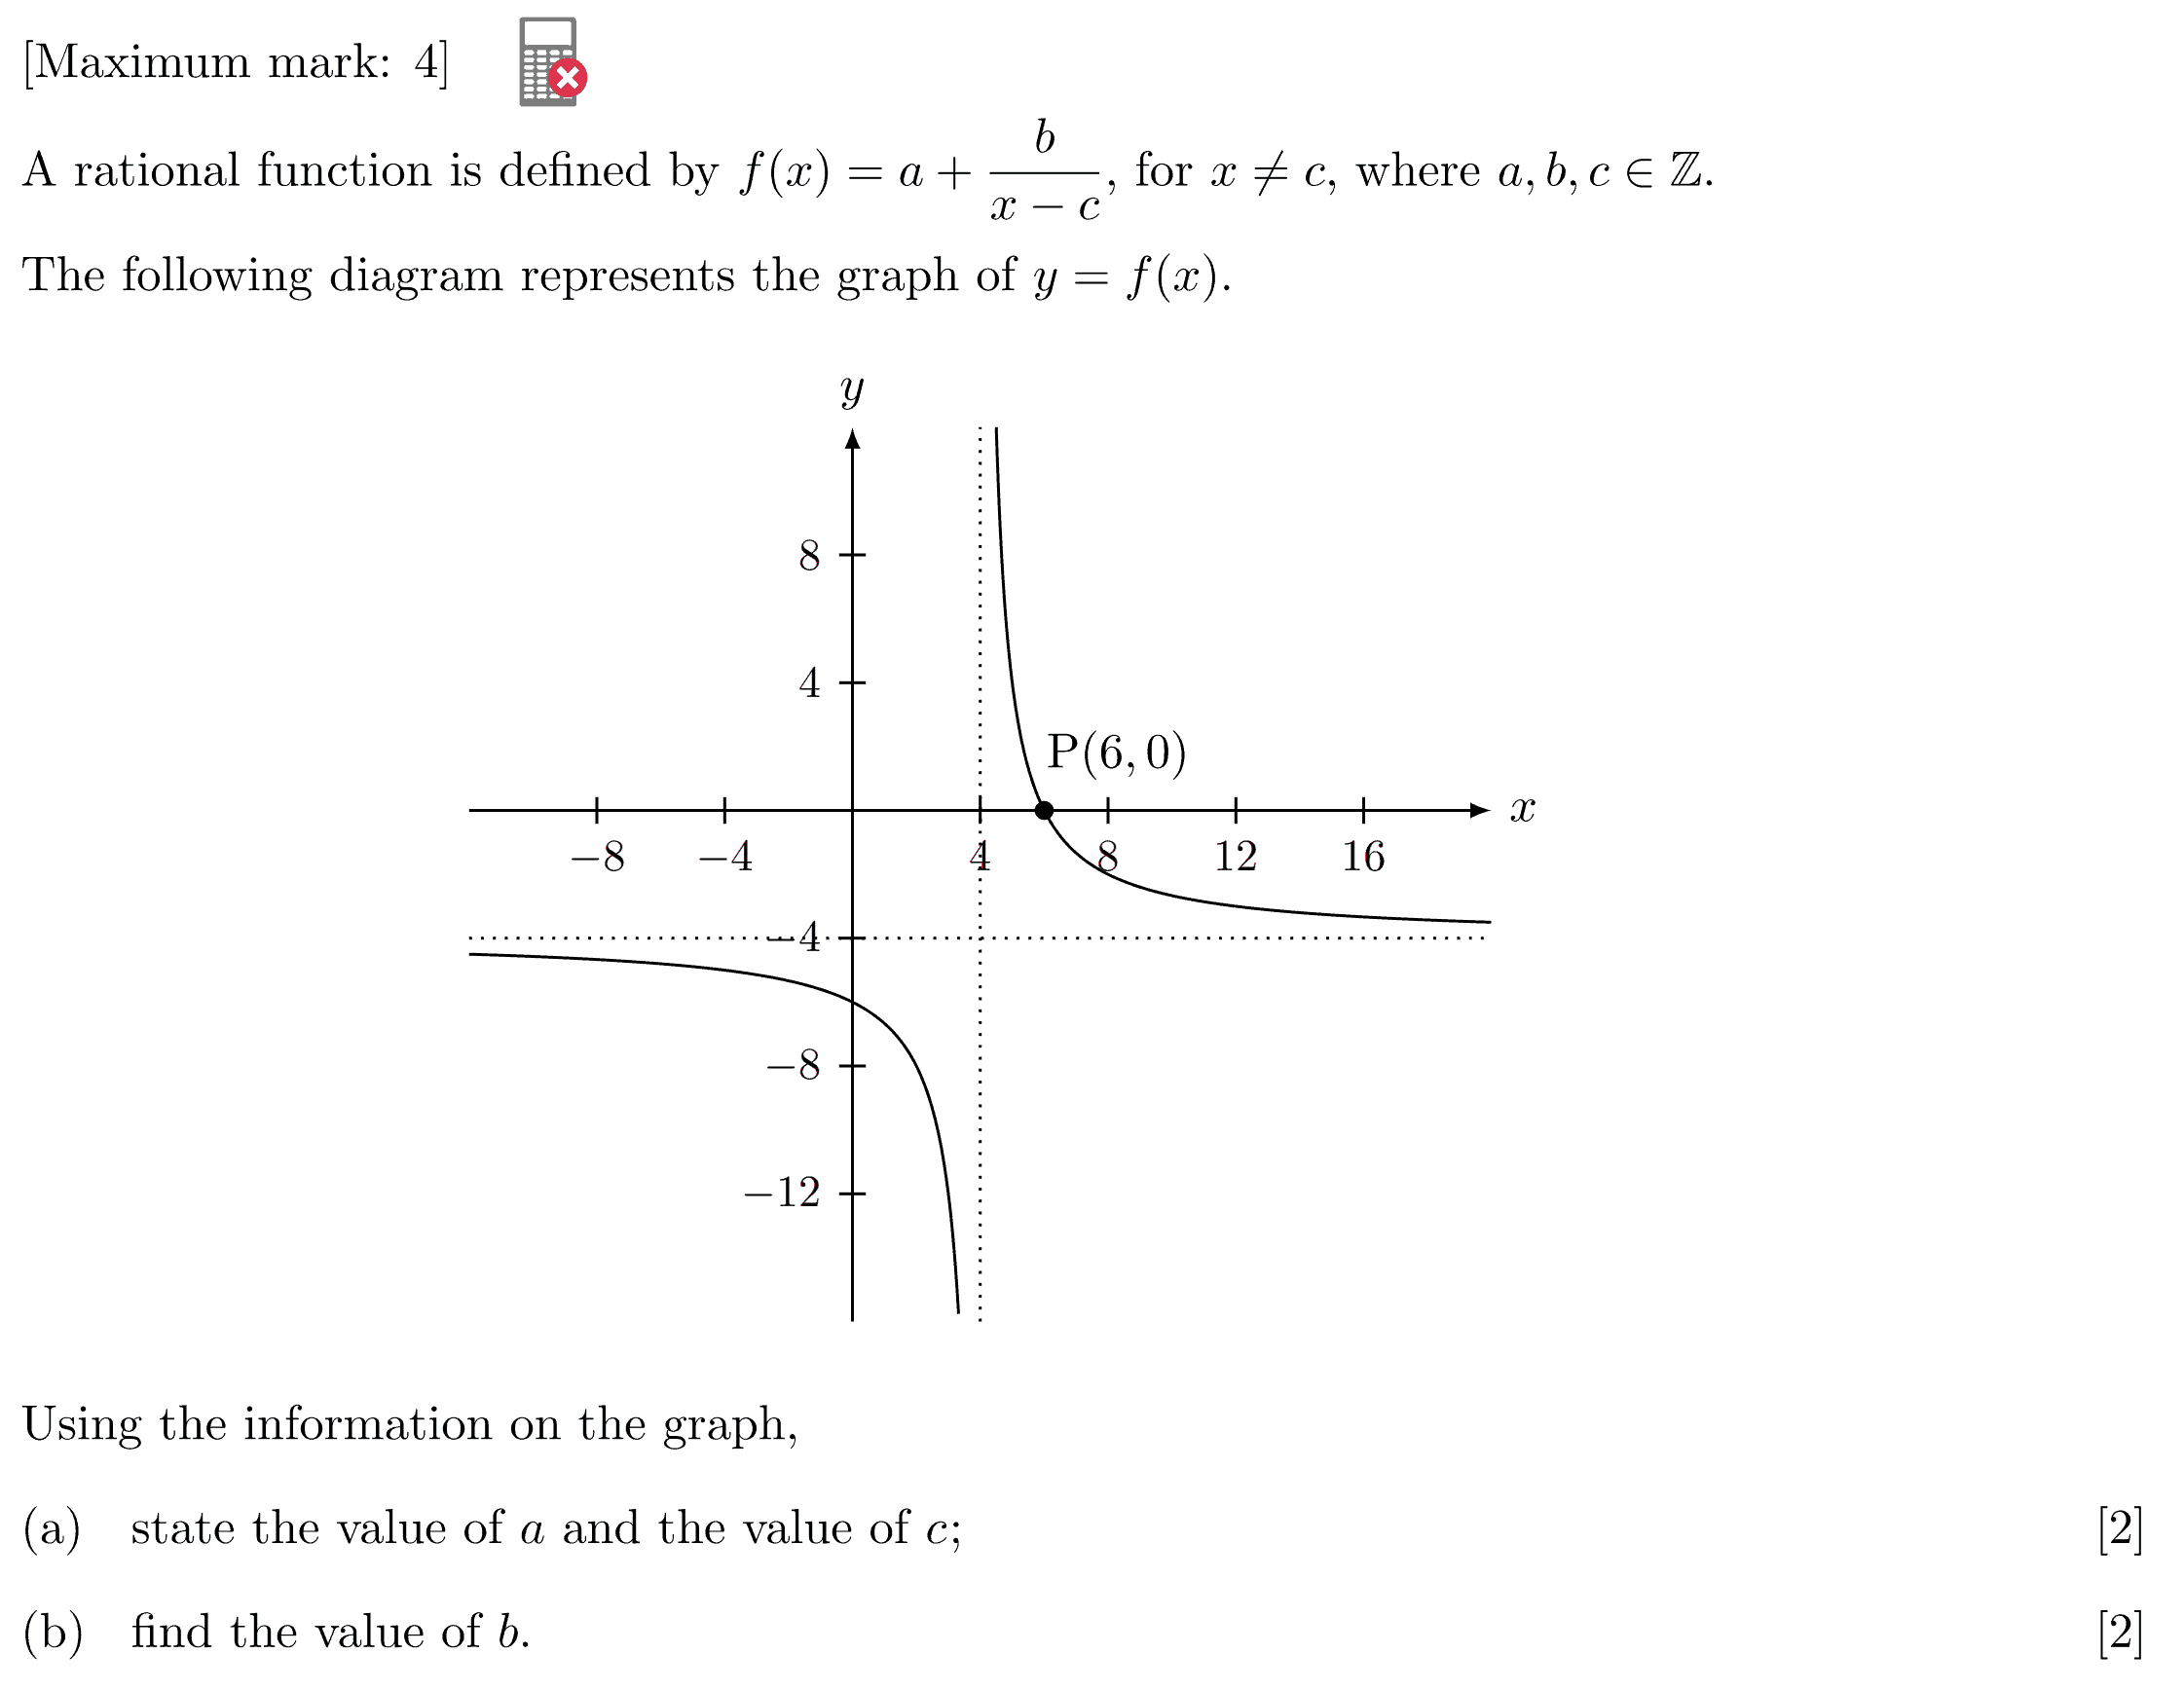 [Maximum mark: 4]
A rational function is defined by f(x) = a + b/(x − c), for x ≠ c, where a, b, c ∈ ℤ.
The following diagram represents the graph of y = f(x).
y
8
4
P(6, 0)
x
−8 −4 4 8 12 16
−4
−8
−12
Using the information on the graph,
(a) state the value of a and the value of c; [2]
(b) find the value of b. [2]